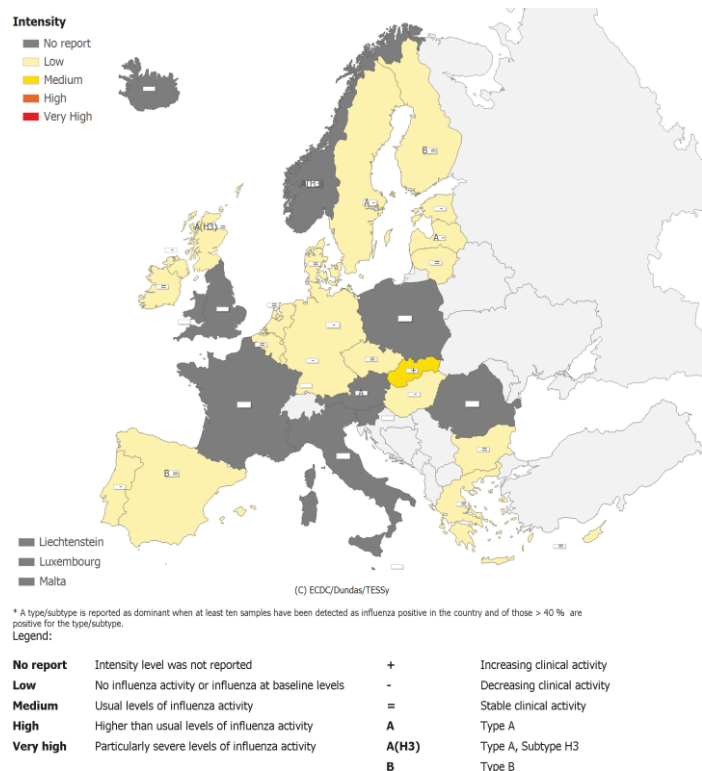 Intensity
No report
Low
Medium
High
Very High
B =
A(H3
A -
-
A(H3) =
A -
-
=
=
=
=
=
-
-
=
+
A
-
B =
-
=
=
=
Liechtenstein
Luxembourg
Malta
(C) ECDC/Dundas/TESSy
* A type/subtype is reported as dominant when at least ten samples have been detected as influenza positive in the country and of those > 40 % are
positive for the type/subtype.
Legend:
No report Intensity level was not reported + Increasing clinical activity
Low No influenza activity or influenza at baseline levels - Decreasing clinical activity
Medium Usual levels of influenza activity = Stable clinical activity
High Higher than usual levels of influenza activity A Type A
Very high Particularly severe levels of influenza activity A(H3) Type A, Subtype H3
B Type B